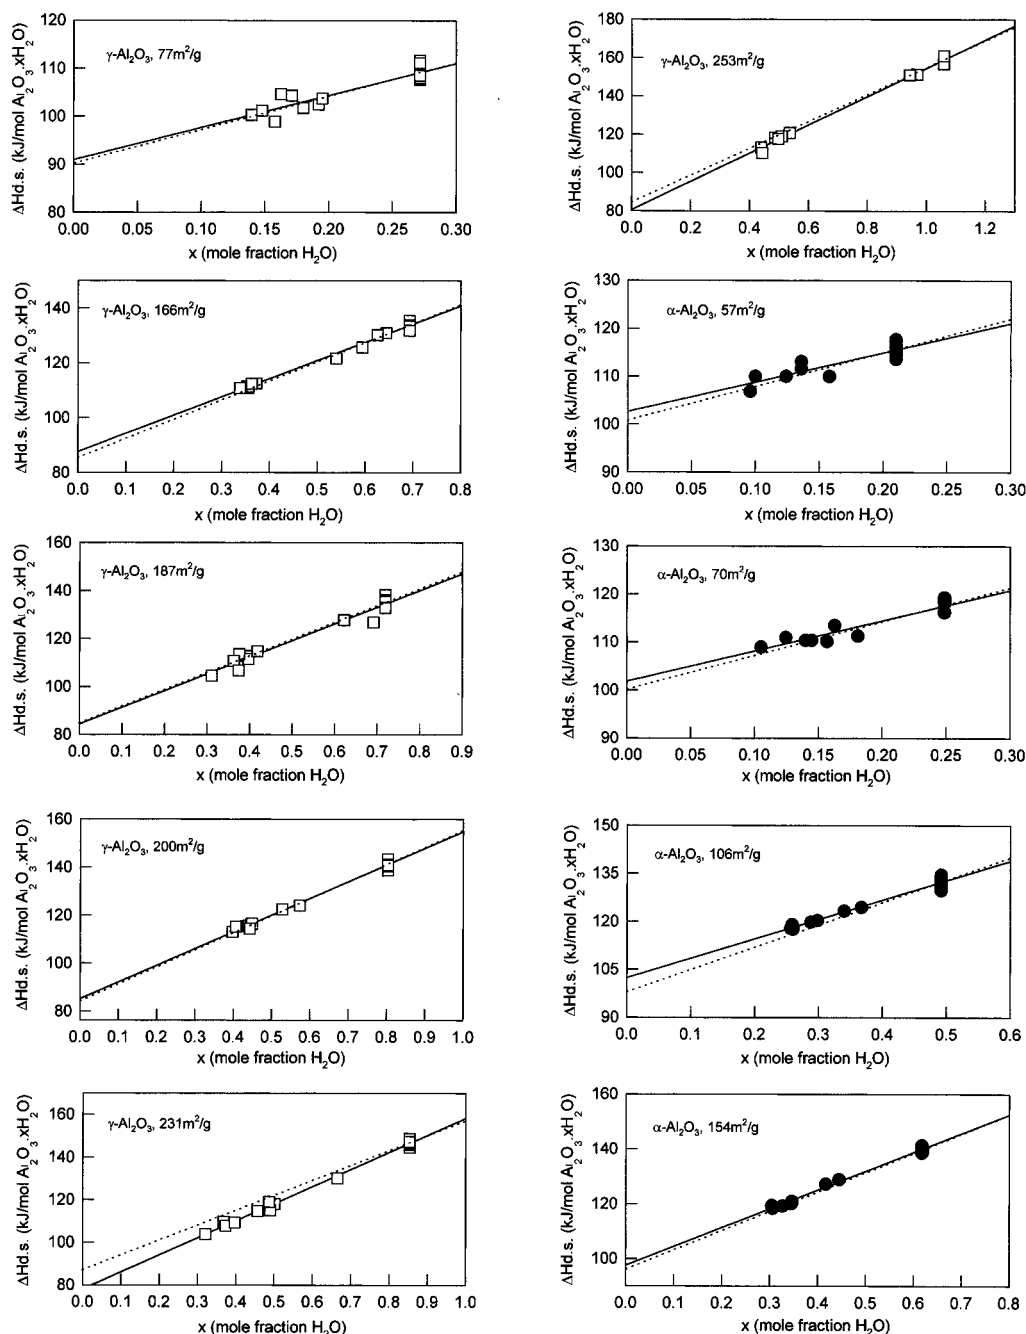 γ-Al₂O₃, 77m²/g
ΔHd.s. (kJ/mol Al₂O₃.xH₂O)
120
110
100
90
80
0.00 0.05 0.10 0.15 0.20 0.25 0.30
x (mole fraction H₂O)
γ-Al₂O₃, 253m²/g
ΔHd.s. (kJ/mol Al₂O₃.xH₂O)
180
160
140
120
100
80
0.0 0.2 0.4 0.6 0.8 1.0 1.2
x (mole fraction H₂O)
γ-Al₂O₃, 166m²/g
ΔHd.s. (kJ/mol Al₂O₃.xH₂O)
140
120
100
80
0.0 0.1 0.2 0.3 0.4 0.5 0.6 0.7 0.8
x (mole fraction H₂O)
α-Al₂O₃, 57m²/g
ΔHd.s. (kJ/mol Al₂O₃.xH₂O)
130
120
110
100
90
0.00 0.05 0.10 0.15 0.20 0.25 0.30
x (mole fraction H₂O)
γ-Al₂O₃, 187m²/g
ΔHd.s. (kJ/mol Al₂O₃.xH₂O)
160
140
120
100
80
0.0 0.1 0.2 0.3 0.4 0.5 0.6 0.7 0.8 0.9
x (mole fraction H₂O)
α-Al₂O₃, 70m²/g
ΔHd.s. (kJ/mol Al₂O₃.xH₂O)
130
120
110
100
90
0.00 0.05 0.10 0.15 0.20 0.25 0.30
x (mole fraction H₂O)
γ-Al₂O₃, 200m²/g
ΔHd.s. (kJ/mol Al₂O₃.xH₂O)
160
140
120
100
80
0.0 0.1 0.2 0.3 0.4 0.5 0.6 0.7 0.8 0.9 1.0
x (mole fraction H₂O)
α-Al₂O₃, 106m²/g
ΔHd.s. (kJ/mol Al₂O₃.xH₂O)
150
135
120
105
90
0.0 0.1 0.2 0.3 0.4 0.5 0.6
x (mole fraction H₂O)
γ-Al₂O₃, 231m²/g
ΔHd.s. (kJ/mol Al₂O₃.xH₂O)
160
140
120
100
80
0.0 0.1 0.2 0.3 0.4 0.5 0.6 0.7 0.8 0.9 1.0
x (mole fraction H₂O)
α-Al₂O₃, 154m²/g
ΔHd.s. (kJ/mol Al₂O₃.xH₂O)
160
140
120
100
0.0 0.1 0.2 0.3 0.4 0.5 0.6 0.7 0.8
x (mole fraction H₂O)